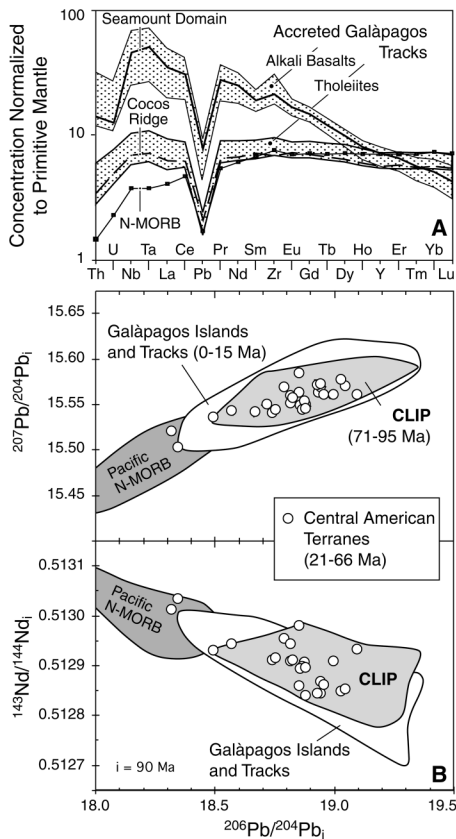 Concentration Normalized
to Primitive Mantle
100
10
1
Seamount Domain
Accreted Galàpagos
Tracks
Alkali Basalts
Tholeiites
Cocos
Ridge
N-MORB
A
U Ta Ce Pr Sm Eu Tb Ho Er Yb
Th Nb La Pb Nd Zr Gd Dy Y Tm Lu
207Pb/204Pbi
15.65
15.60
15.55
15.50
15.45
Galàpagos Islands
and Tracks (0-15 Ma)
CLIP
(71-95 Ma)
Pacific
N-MORB
Central American
Terranes
(21-66 Ma)
143Nd/144Ndi
0.5131
0.5130
0.5129
0.5128
0.5127
Pacific
N-MORB
CLIP
Galàpagos Islands
and Tracks
i = 90 Ma
B
18.0 18.5 19.0 19.5
206Pb/204Pbi